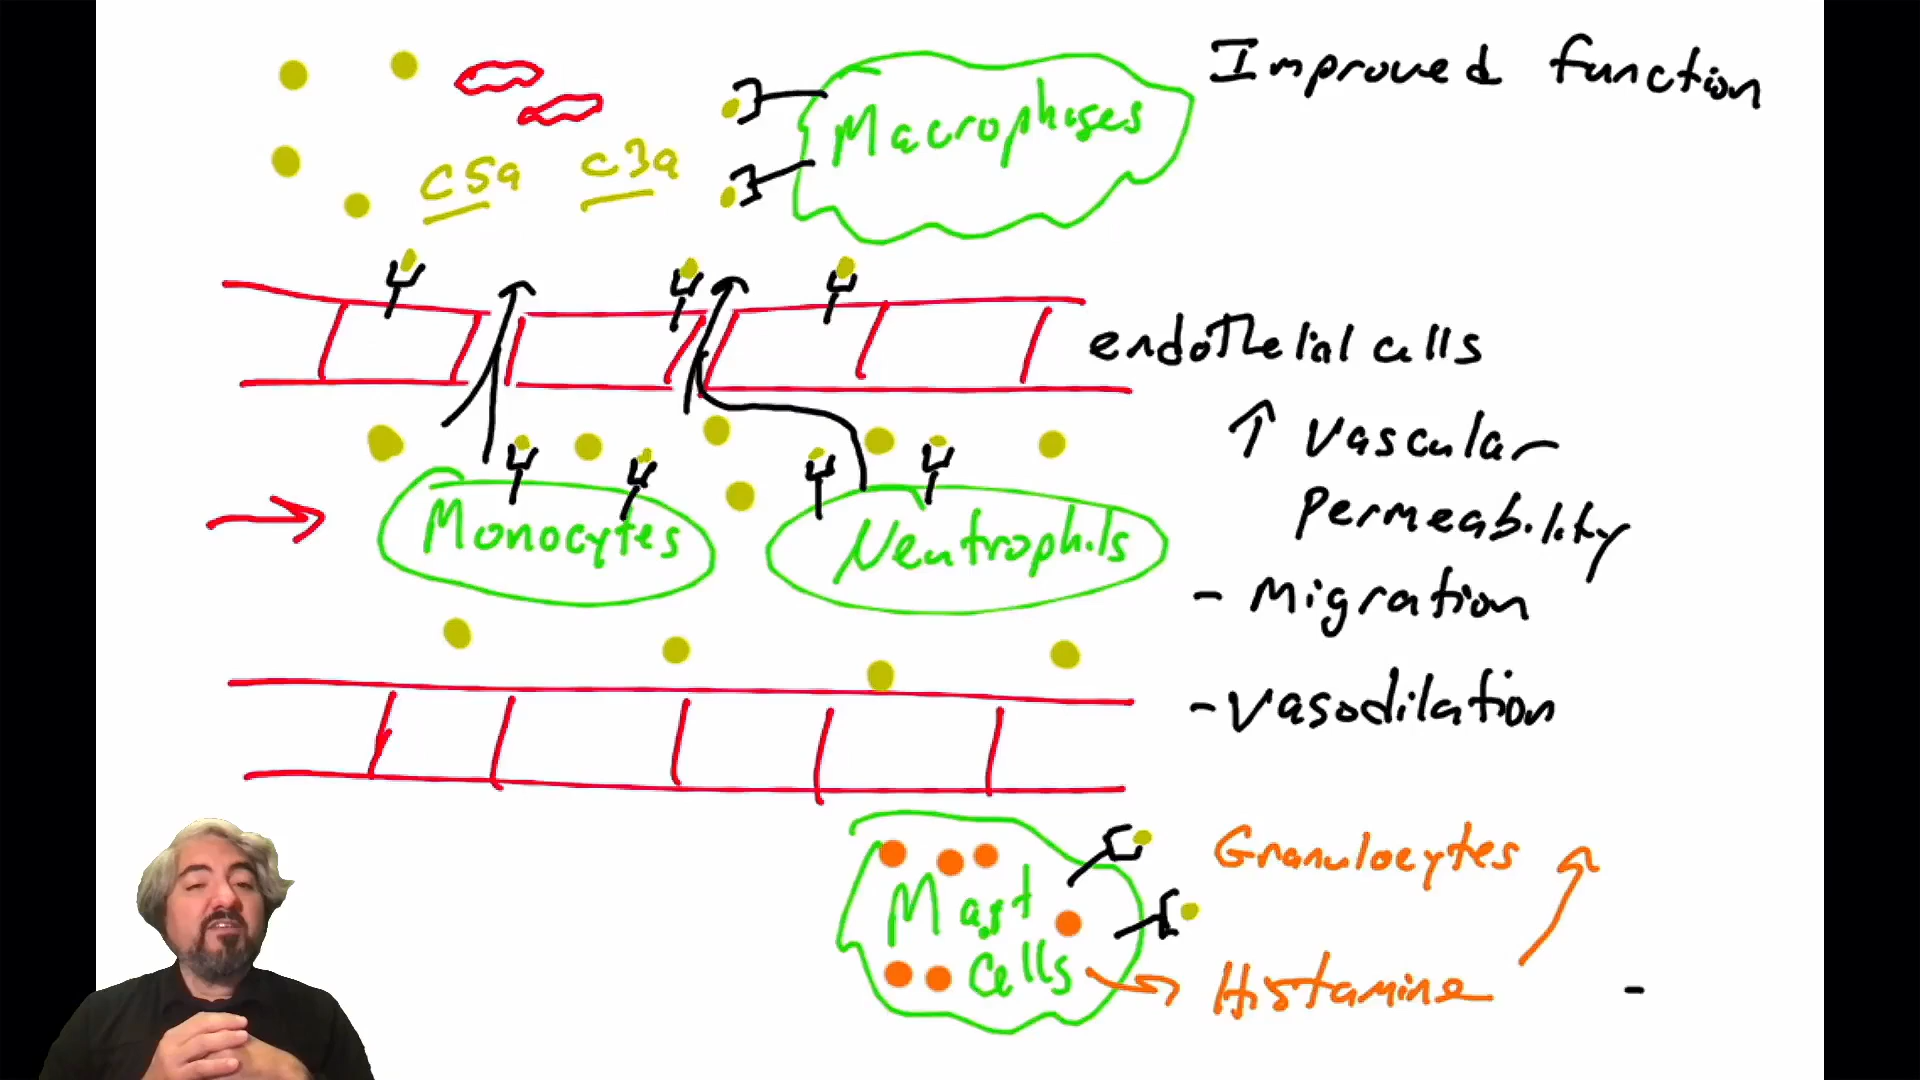 Improved function
Macrophages
C5a C3a
endothelial cells
↑ Vascular
Permeability
Monocytes
Neutrophils
- Migration
- Vasodilation
Granulocytes
Mast
Cells
→ Histamine
-